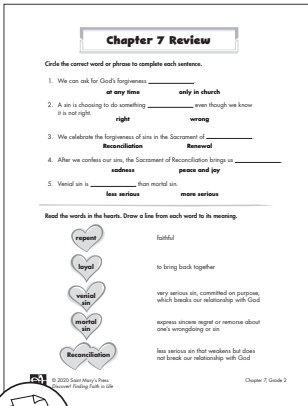 Chapter 7 Review
Circle the correct word or phrase to complete each sentence.
1. We can ask for God's forgiveness ____________.
at any time only in church
2. A sin is choosing to do something ____________ even though we know
it is not right.
right wrong
3. We celebrate the forgiveness of sins in the Sacrament of ____________.
Reconciliation Renewal
4. After we confess our sins, the Sacrament of Reconciliation brings us ____________
sadness peace and joy
5. Venial sin is ____________ than mortal sin.
less serious more serious
Read the words in the hearts. Draw a line from each word to its meaning.
repent faithful
loyal to bring back together
venial
sin
very serious sin, committed on purpose,
which breaks our relationship with God
mortal
sin
express sincere regret or remorse about
one's wrongdoing or sin
Reconciliation
less serious sin that weakens but does
not break our relationship with God
© 2020 Saint Mary's Press
Discover! Finding Faith in Life
Chapter 7, Grade 2